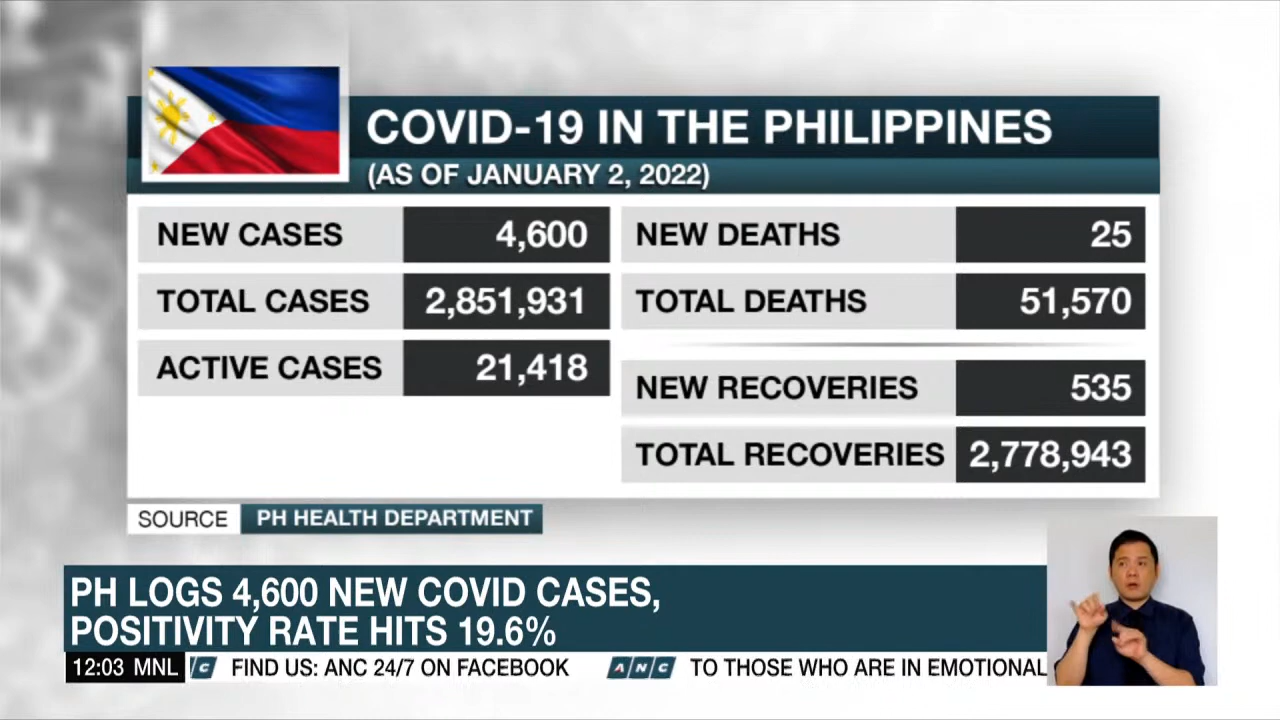 COVID-19 IN THE PHILIPPINES
(AS OF JANUARY 2, 2022)
NEW CASES 4,600
TOTAL CASES 2,851,931
ACTIVE CASES 21,418
NEW DEATHS 25
TOTAL DEATHS 51,570
NEW RECOVERIES 535
TOTAL RECOVERIES 2,778,943
SOURCE PH HEALTH DEPARTMENT
PH LOGS 4,600 NEW COVID CASES,
POSITIVITY RATE HITS 19.6%
12:03 MNL C FIND US: ANC 24/7 ON FACEBOOK ANC TO THOSE WHO ARE IN EMOTIONAL